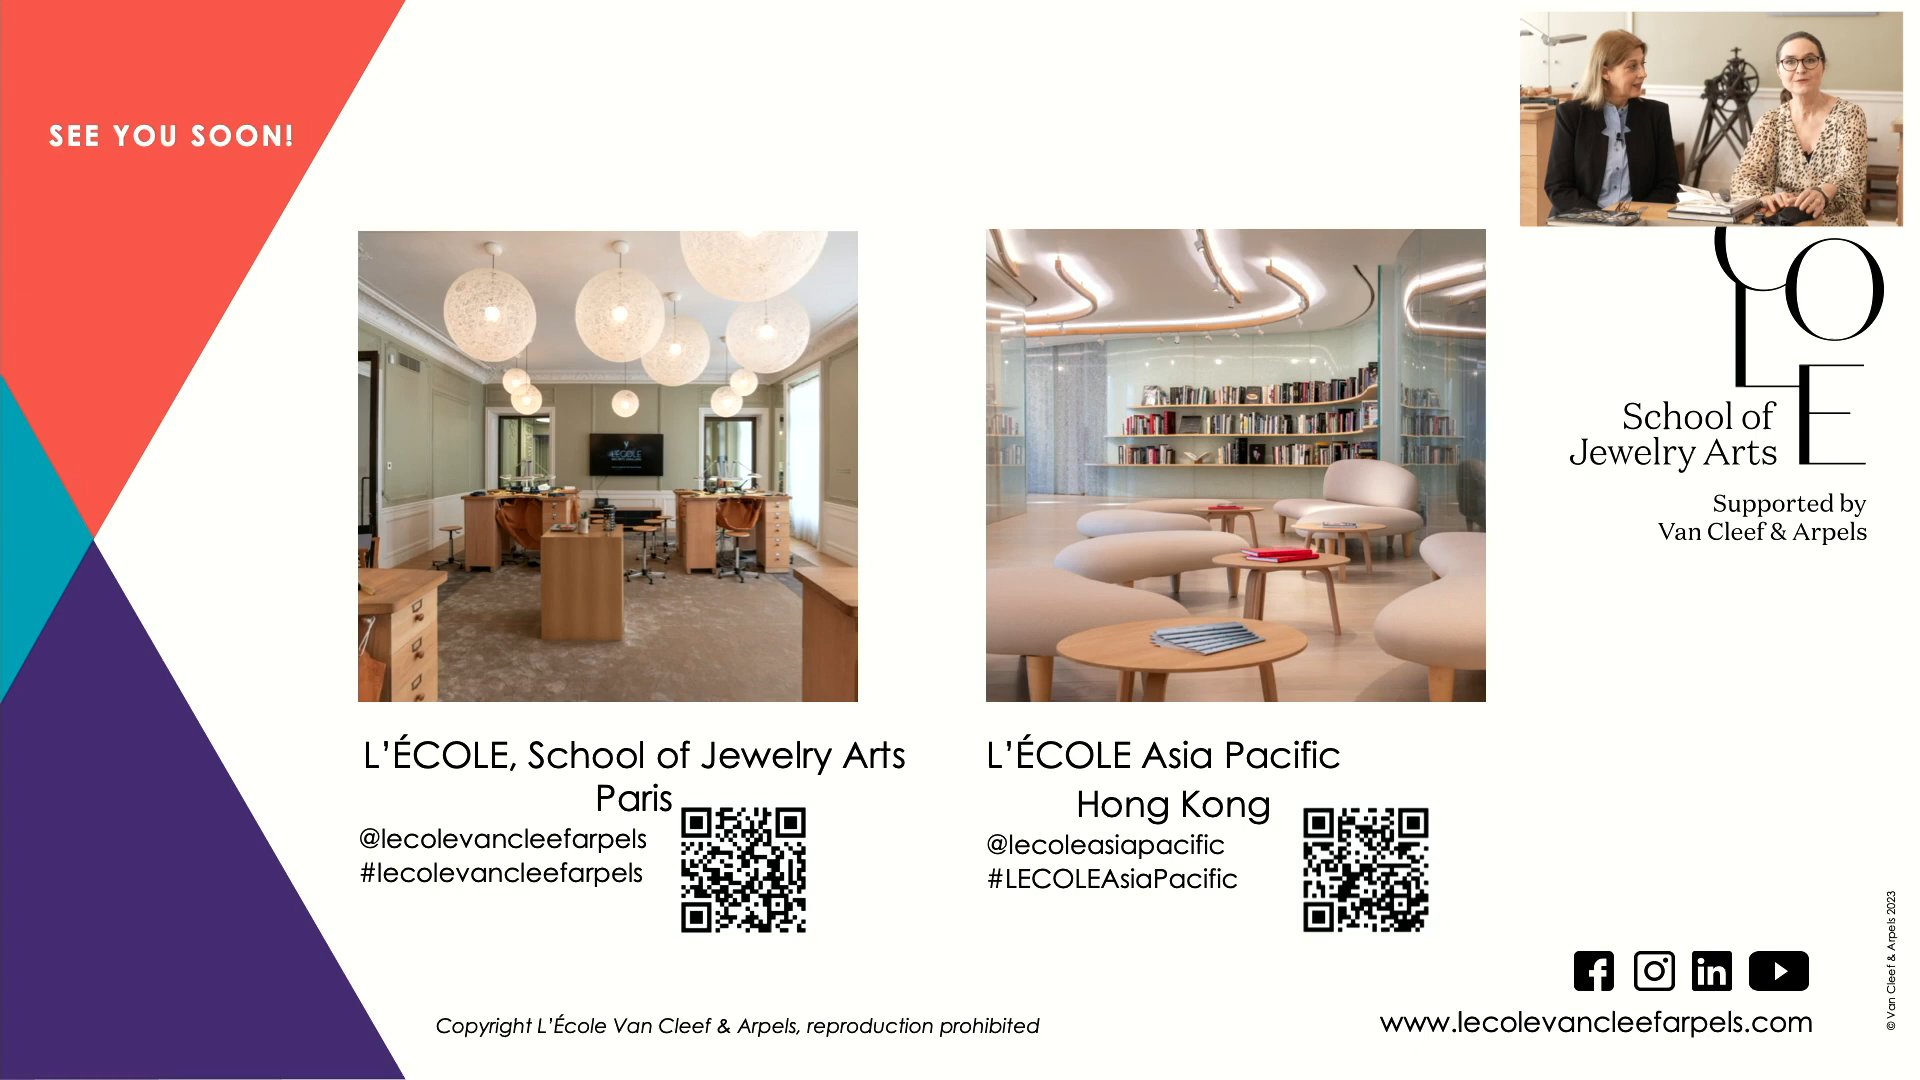 SEE YOU SOON!
L'ÉCOLE
School of
Jewelry Arts
Supported by
Van Cleef & Arpels
L’ÉCOLE, School of Jewelry Arts
Paris
@lecolevancleefarpels
#lecolevancleefarpels
L’ÉCOLE Asia Pacific
Hong Kong
@lecoleasiapacific
#LECOLEAsiaPacific
www.lecolevancleefarpels.com
Copyright L’École Van Cleef & Arpels, reproduction prohibited
© Van Cleef & Arpels 2023